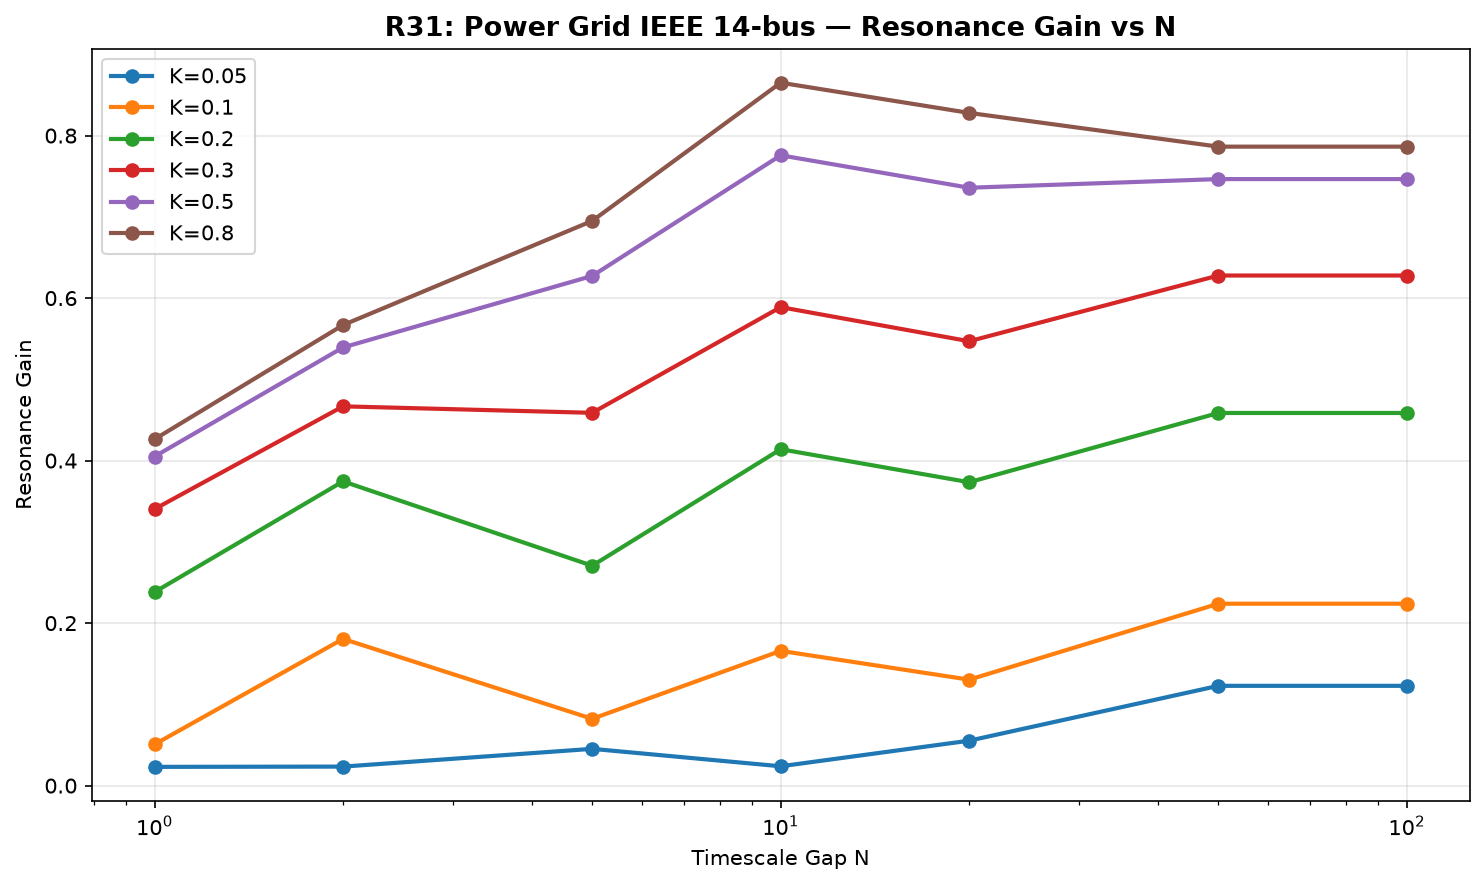 R31: Power Grid IEEE 14-bus — Resonance Gain vs N
K=0.05
K=0.1
K=0.2
K=0.3
K=0.5
K=0.8
Resonance Gain
0.8
0.6
0.4
0.2
0.0
10⁰
10¹
10²
Timescale Gap N